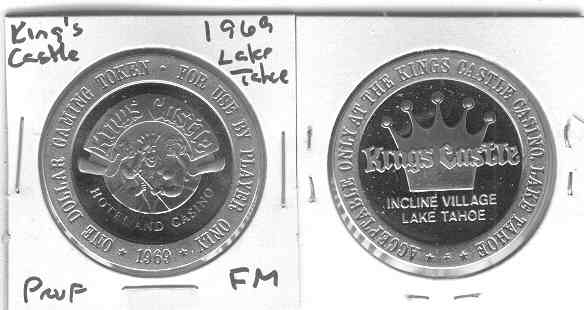 King's
Castle
1969
Lake
Tahoe
ONE DOLLAR GAMING TOKEN · FOR USE BY PLAYER ONLY
Kings Castle
HOTEL AND CASINO
★ 1969 ★
Pruf
FM
ACCEPTABLE ONLY AT THE KINGS CASTLE CASINO, LAKE TAHOE
Kings Castle
INCLINE VILLAGE
LAKE TAHOE